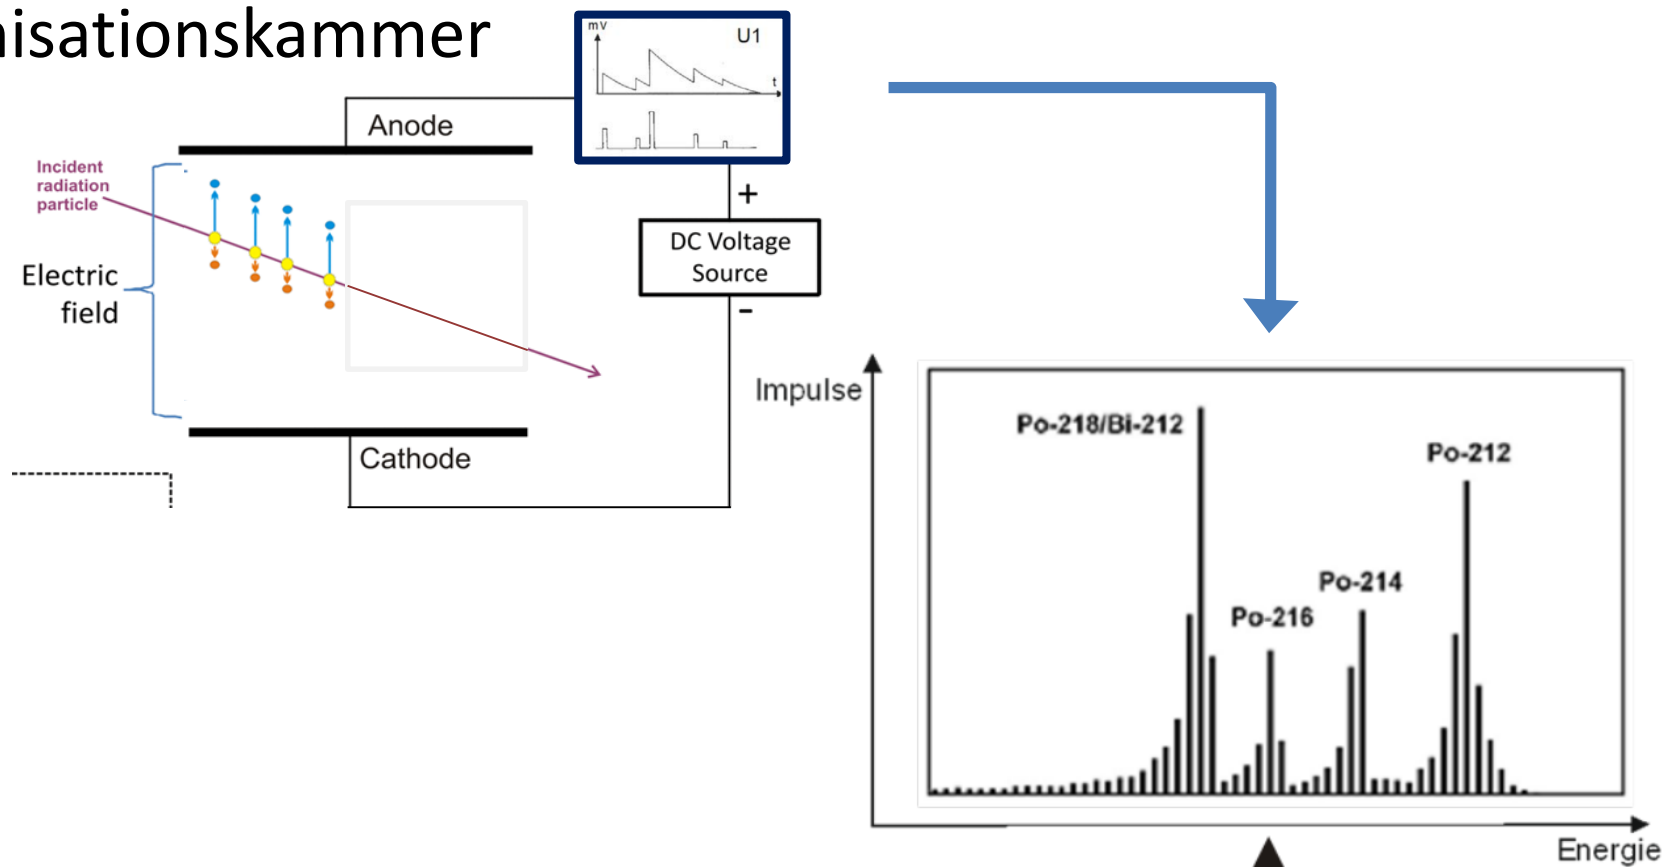 nisationskammer
mV
U1
t
Anode
Incident
radiation
particle
+
DC Voltage
Source
-
Electric
field
Cathode
Impulse
Po-218/Bi-212
Po-212
Po-214
Po-216
Energie